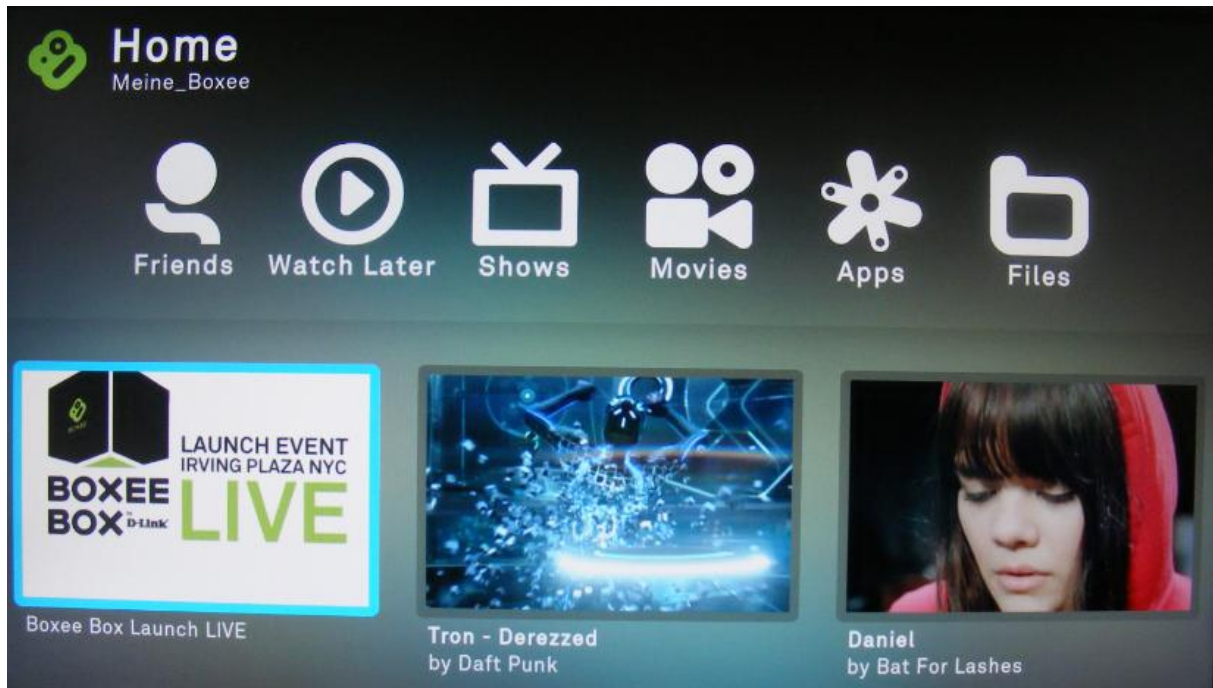 Home
Meine_Boxee
Friends
Watch Later
Shows
Movies
Apps
Files
LAUNCH EVENT
IRVING PLAZA NYC
BOXEE
BOX by D-Link
LIVE
Boxee Box Launch LIVE
Tron - Derezzed
by Daft Punk
Daniel
by Bat For Lashes